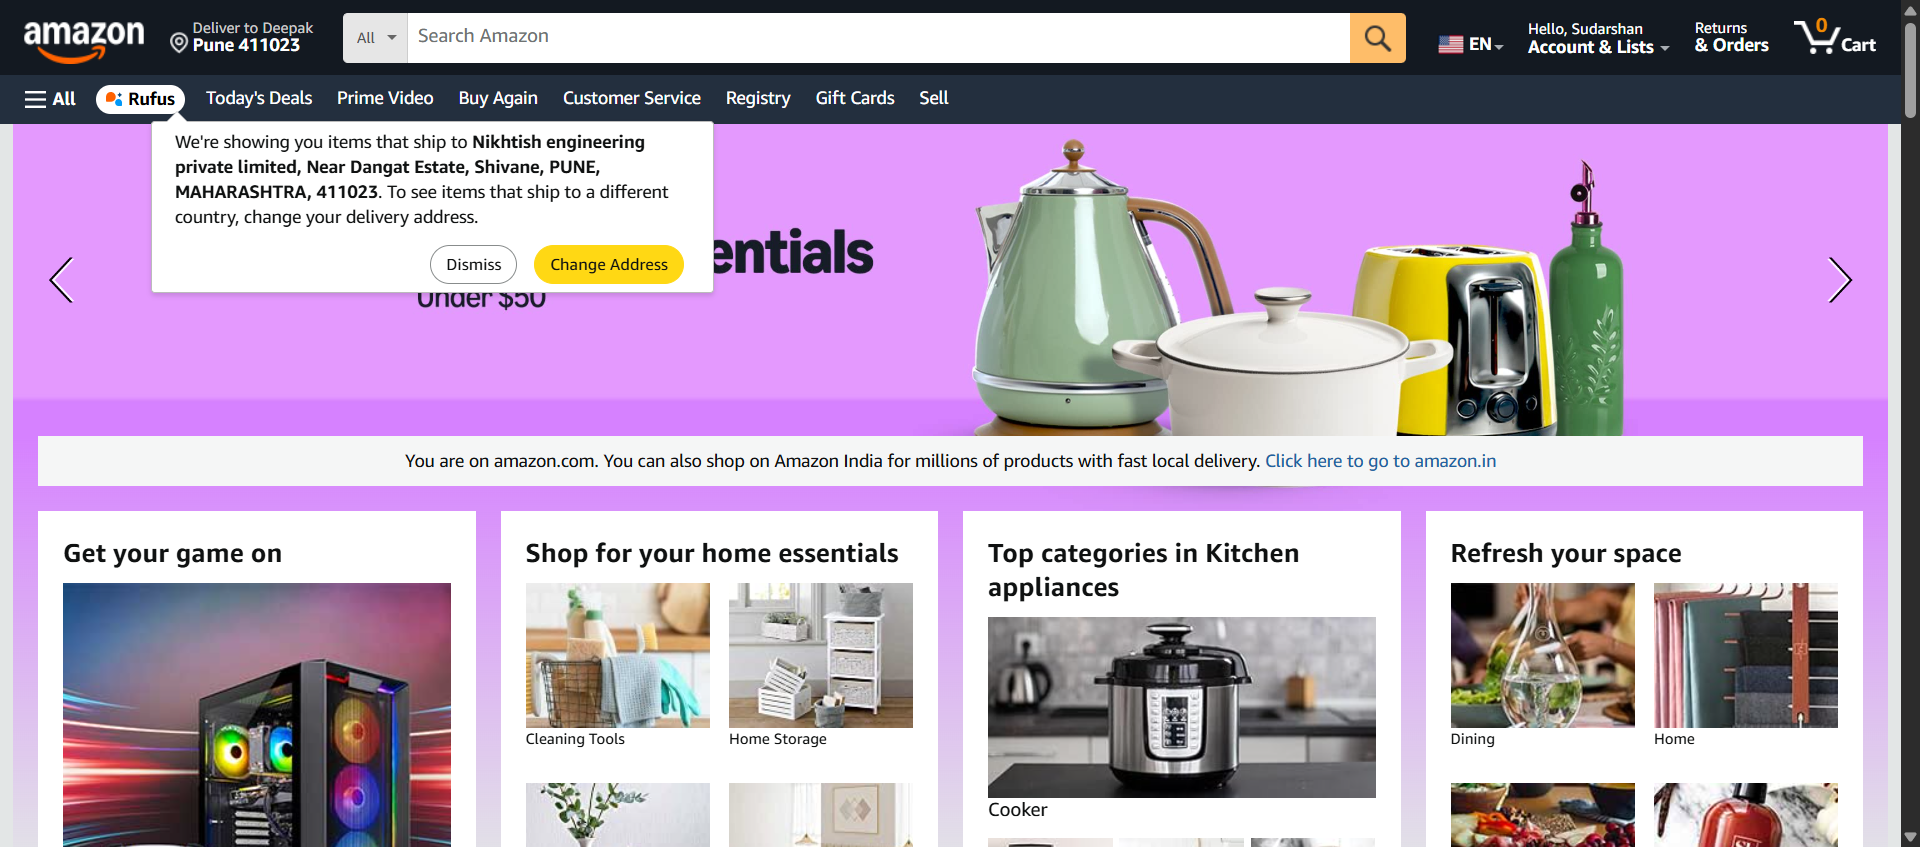 amazon
Deliver to Deepak
Pune 411023
All
Search Amazon
EN
Hello, Sudarshan
Account & Lists
Returns
& Orders
0
Cart
All
Rufus
Today's Deals
Prime Video
Buy Again
Customer Service
Registry
Gift Cards
Sell
We're showing you items that ship to Nikhtish engineering
private limited, Near Dangat Estate, Shivane, PUNE,
MAHARASHTRA, 411023. To see items that ship to a different
country, change your delivery address.
Dismiss
Change Address
entials
Under $50
You are on amazon.com. You can also shop on Amazon India for millions of products with fast local delivery. Click here to go to amazon.in
Get your game on
Shop for your home essentials
Cleaning Tools
Home Storage
Top categories in Kitchen
appliances
Cooker
Refresh your space
Dining
Home